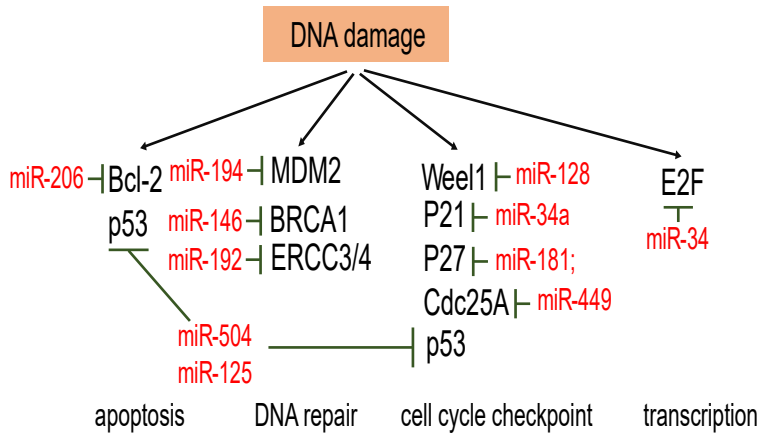 DNA damage
miR-206 Bcl-2 miR-194 MDM2 Weel1 miR-128 E2F
p53 miR-146 BRCA1 P21 miR-34a miR-34
miR-192 ERCC3/4 P27 miR-181;
Cdc25A miR-449
miR-504 p53
miR-125
apoptosis DNA repair cell cycle checkpoint transcription